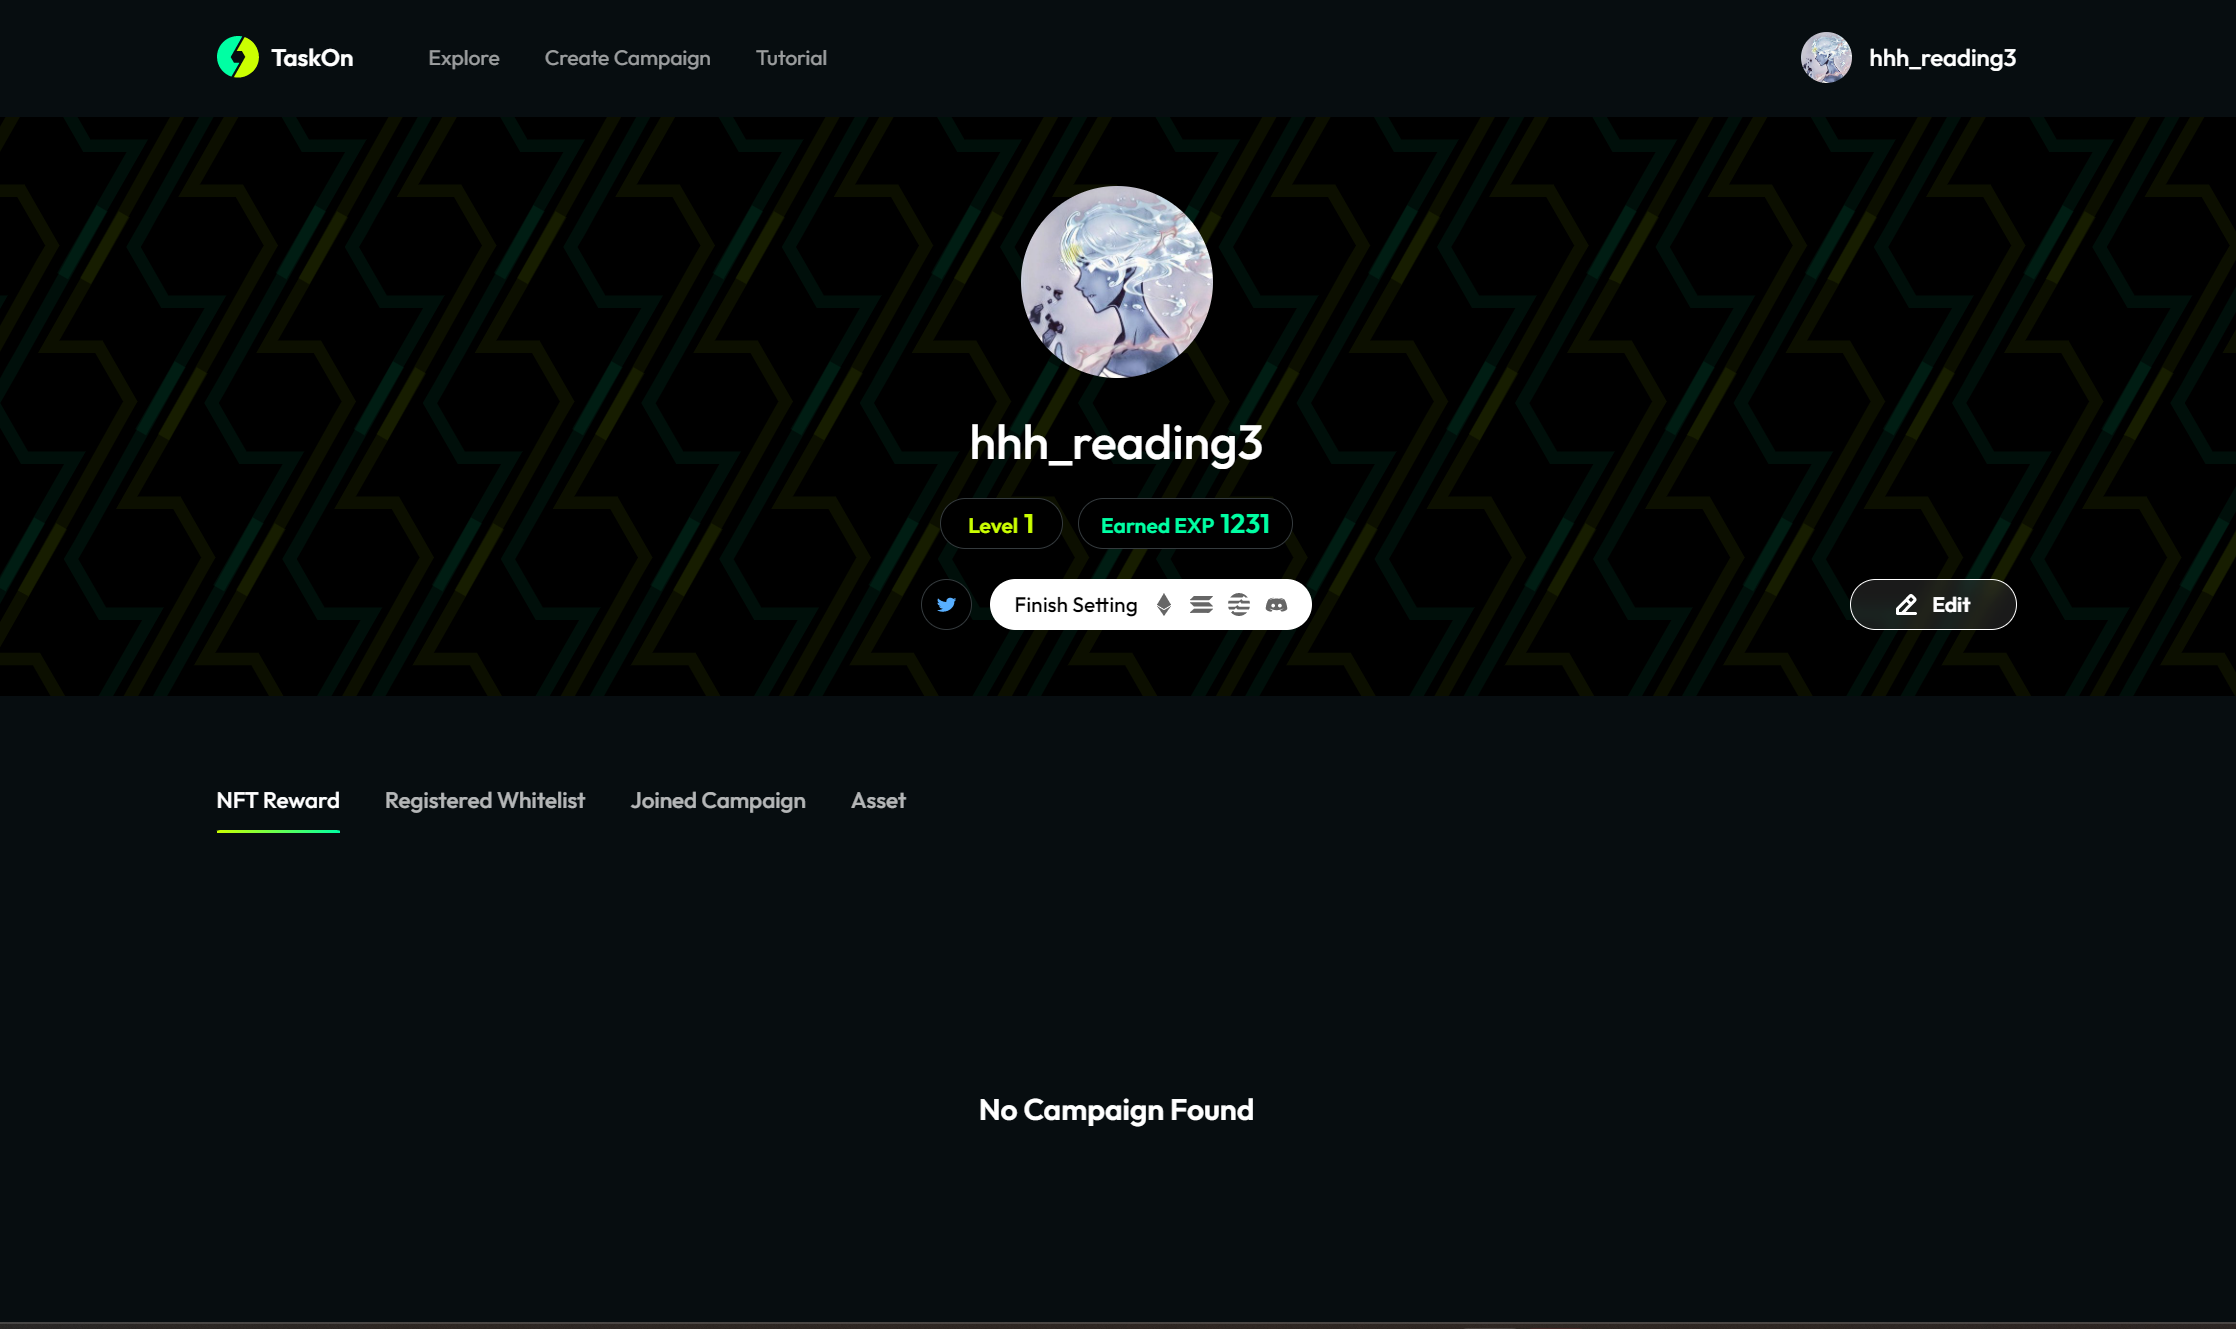 TaskOn
Explore
Create Campaign
Tutorial
hhh_reading3
hhh_reading3
Level 1
Earned EXP 1231
Finish Setting
Edit
NFT Reward
Registered Whitelist
Joined Campaign
Asset
No Campaign Found